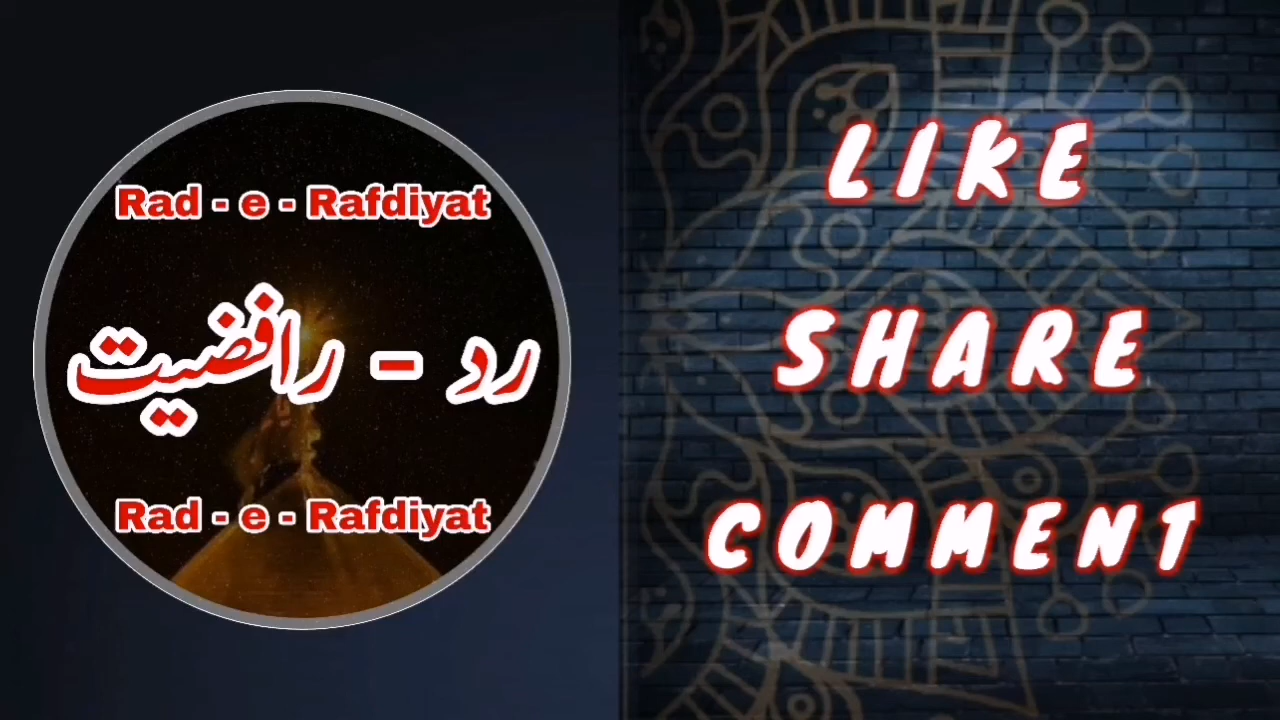 Rad - e - Rafdiyat
رد - رافضیت
Rad - e - Rafdiyat
LIKE
SHARE
COMMENT